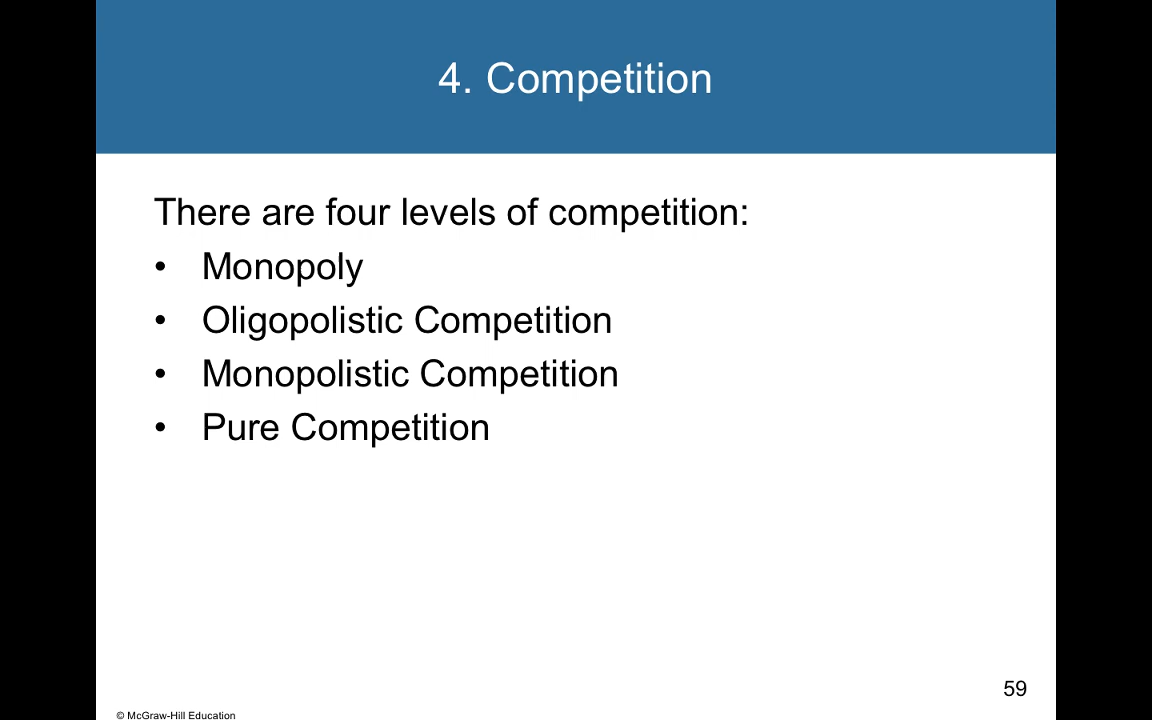 4. Competition
There are four levels of competition:
• Monopoly
• Oligopolistic Competition
• Monopolistic Competition
• Pure Competition
59
© McGraw-Hill Education